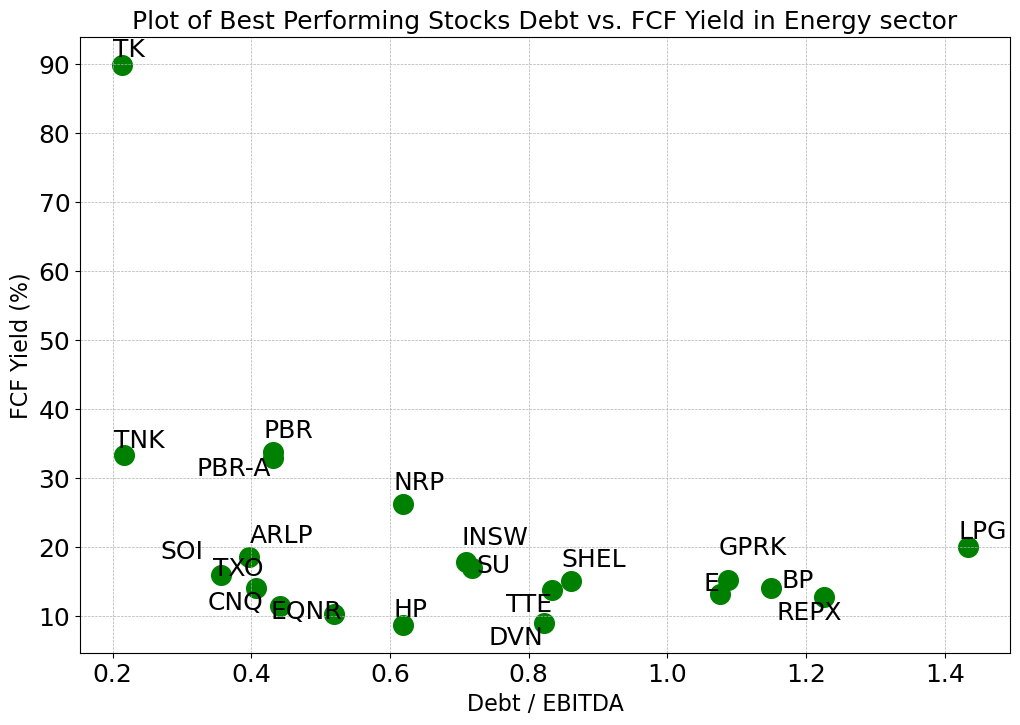 Plot of Best Performing Stocks Debt vs. FCF Yield in Energy sector
TK
90
80
70
60
50
40
30
20
10
FCF Yield (%)
PBR
TNK
PBR-A
NRP
LPG
INSW
ARLP
GPRK
SOI
SHEL
SU
TXO
E
BP
CNQ
TTE
EQNR
HP
REPX
DVN
0.2
0.4
0.6
0.8
1.0
1.2
1.4
Debt / EBITDA